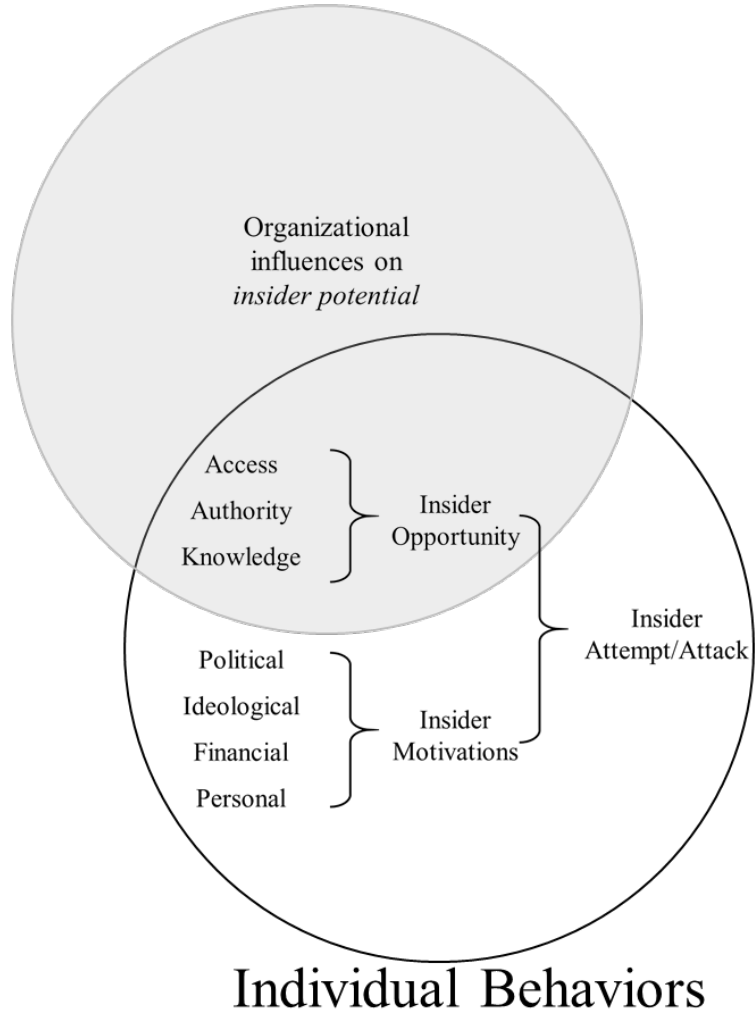 Organizational
influences on
insider potential
Access
Authority
Knowledge
Insider
Opportunity
Insider
Attempt/Attack
Political
Ideological
Financial
Personal
Insider
Motivations
Individual Behaviors